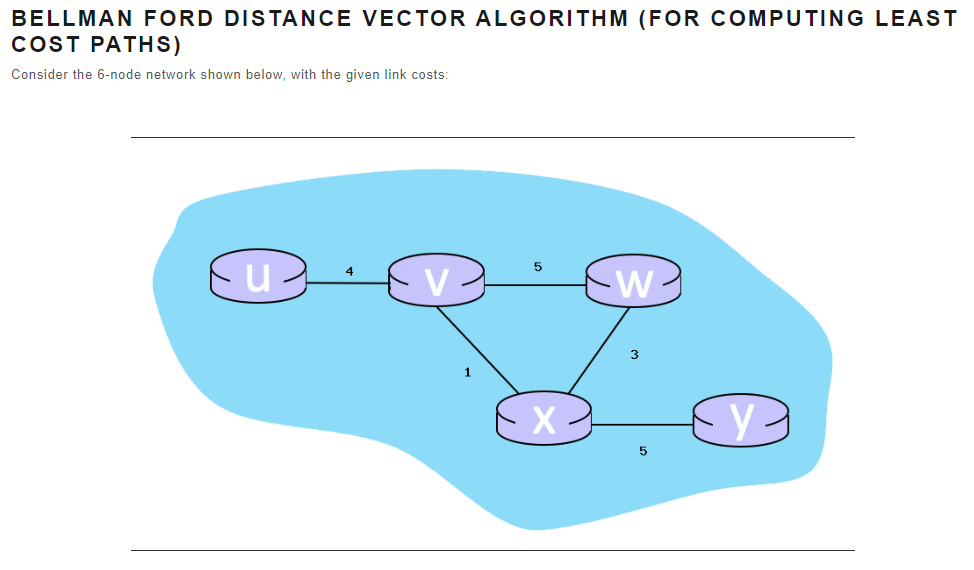 BELLMAN FORD DISTANCE VECTOR ALGORITHM (FOR COMPUTING LEAST
COST PATHS)
Consider the 6-node network shown below, with the given link costs:
4
5
u
v
w
3
1
x
y
5